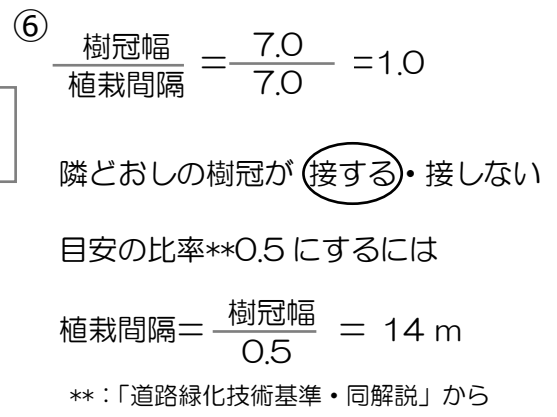 ⑥
樹冠幅
植栽間隔
=
7.0
7.0
=1.0
隣どおしの樹冠が 接する・接しない
目安の比率**0.5 にするには
植栽間隔=
樹冠幅
0.5
= 14 m
**:「道路緑化技術基準・同解説」から